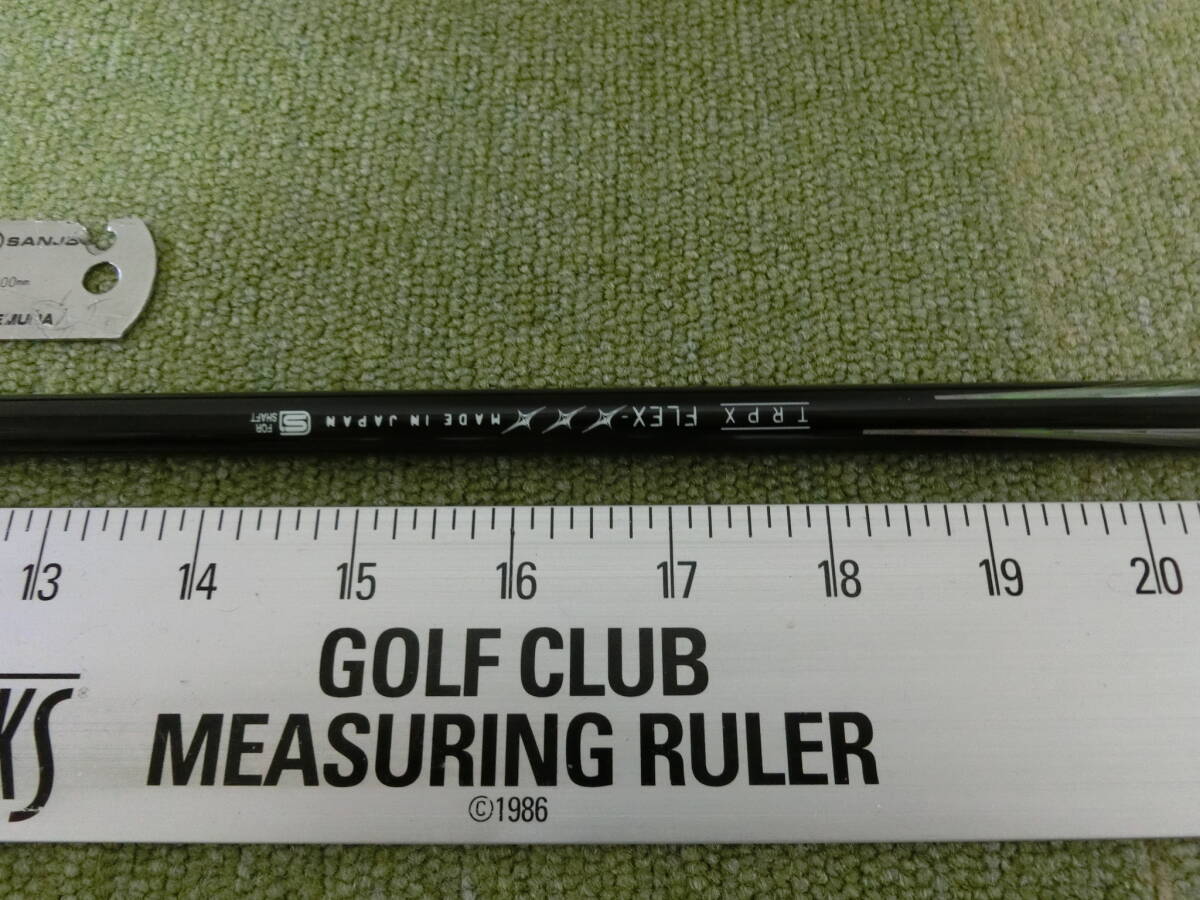 SANJO
00mm
TRPX
FLEX-
MADE IN JAPAN
FOR
SHAFT
13 14 15 16 17 18 19 20
KS®
GOLF CLUB
MEASURING RULER
©1986